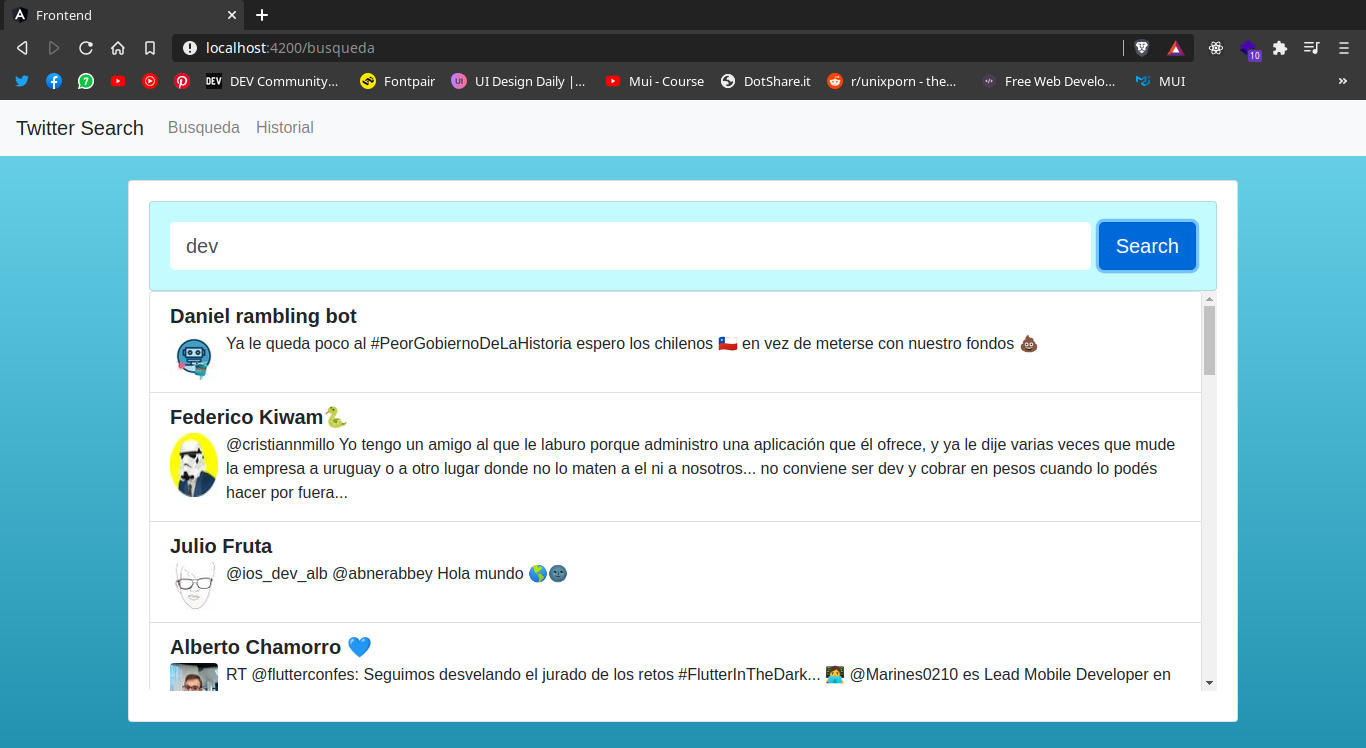 Frontend
localhost:4200/busqueda
10
7 DEV DEV Community... Fontpair UI UI Design Daily |... Mui - Course DotShare.it r/unixporn - the... Free Web Develo... MUI »
Twitter Search Busqueda Historial
dev Search
Daniel rambling bot
Ya le queda poco al #PeorGobiernoDeLaHistoria espero los chilenos 🇨🇱 en vez de meterse con nuestro fondos 💩
Federico Kiwam🐍
@cristiannmillo Yo tengo un amigo al que le laburo porque administro una aplicación que él ofrece, y ya le dije varias veces que mude
la empresa a uruguay o a otro lugar donde no lo maten a el ni a nosotros... no conviene ser dev y cobrar en pesos cuando lo podés
hacer por fuera...
Julio Fruta
@ios_dev_alb @abnerabbey Hola mundo 🌎🌚
Alberto Chamorro 💙
RT @flutterconfes: Seguimos desvelando el jurado de los retos #FlutterInTheDark... 👩‍💻 @Marines0210 es Lead Mobile Developer en